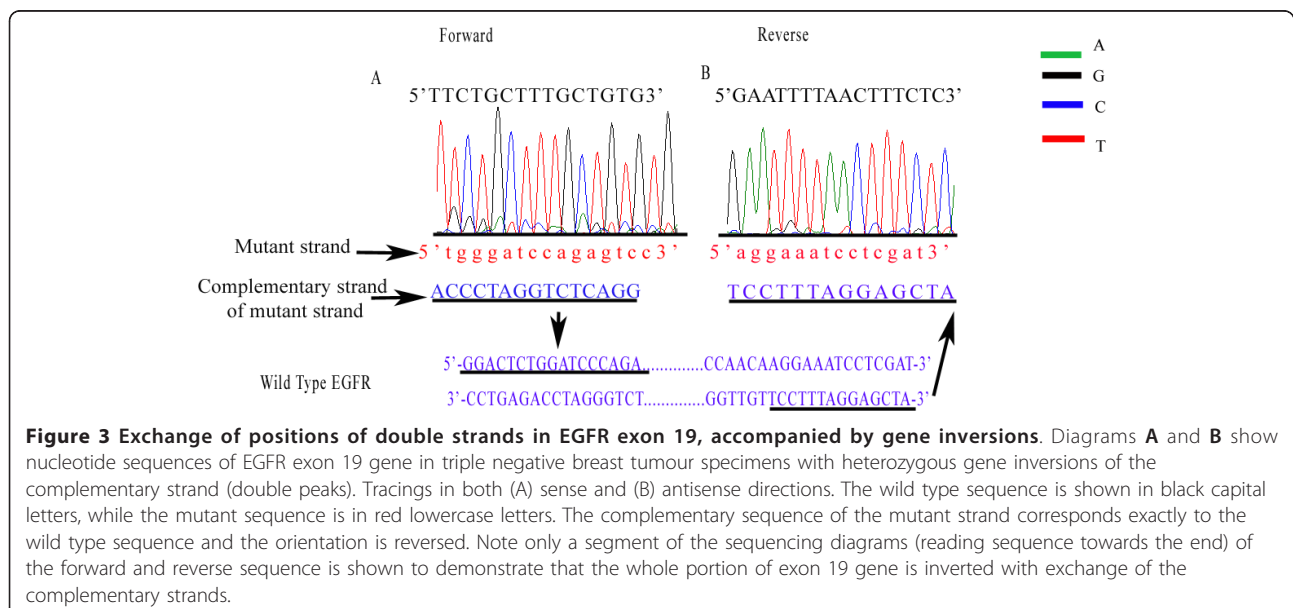 Forward Reverse
A
G
C
T
A 5'TTCTGCTTTGCTGTG3'
B 5'GAATTTTAACTTTCTC3'
Mutant strand 5'tgggatccagagtcc3' 5'aggaaatcctcgat3'
Complementary strand of mutant strand ACCCTAGGTCTCAGG TCCTTTAGGAGCTA
5'-GGACTCTGGATCCCAGA.............CCAACAAGGAAATCCTCGAT-3'
Wild Type EGFR
3'-CCTGAGACCTAGGGTCT.............GGTTGTTCCTTTAGGAGCTA-3'
Figure 3 Exchange of positions of double strands in EGFR exon 19, accompanied by gene inversions. Diagrams A and B show
nucleotide sequences of EGFR exon 19 gene in triple negative breast tumour specimens with heterozygous gene inversions of the
complementary strand (double peaks). Tracings in both (A) sense and (B) antisense directions. The wild type sequence is shown in black capital
letters, while the mutant sequence is in red lowercase letters. The complementary sequence of the mutant strand corresponds exactly to the
wild type sequence and the orientation is reversed. Note only a segment of the sequencing diagrams (reading sequence towards the end) of
the forward and reverse sequence is shown to demonstrate that the whole portion of exon 19 gene is inverted with exchange of the
complementary strands.